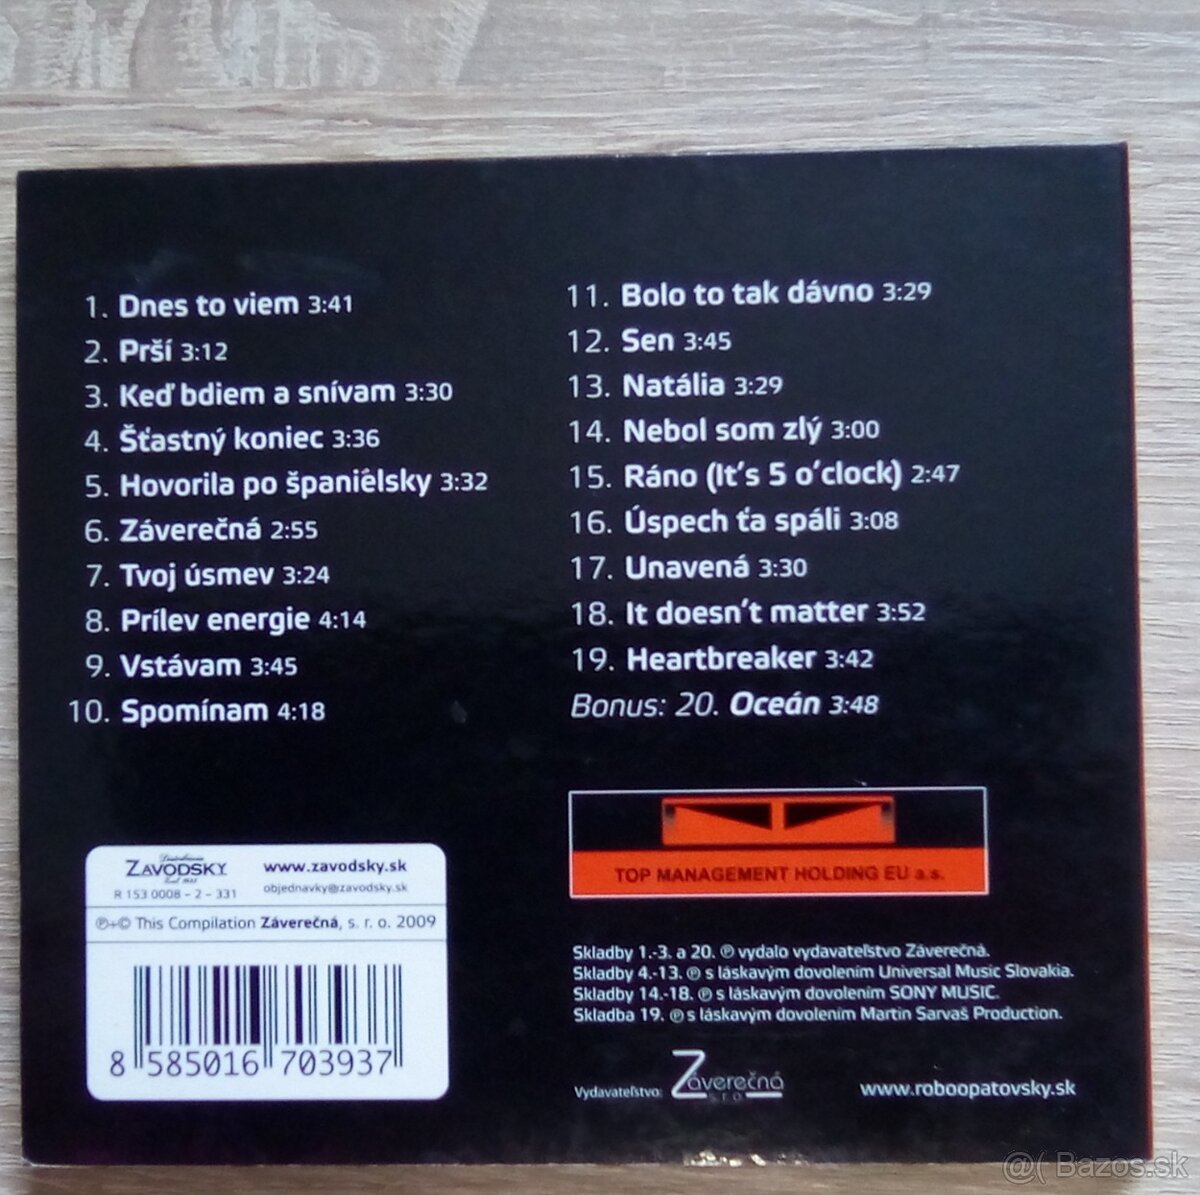 1. Dnes to viem 3:41
2. Prší 3:12
3. Keď bdiem a snívam 3:30
4. Šťastný koniec 3:36
5. Hovorila po španiélsky 3:32
6. Záverečná 2:55
7. Tvoj úsmev 3:24
8. Prílev energie 4:14
9. Vstávam 3:45
10. Spomínam 4:18
11. Bolo to tak dávno 3:29
12. Sen 3:45
13. Natália 3:29
14. Nebol som zlý 3:00
15. Ráno (It's 5 o'clock) 2:47
16. Úspech ťa spáli 3:08
17. Unavená 3:30
18. It doesn't matter 3:52
19. Heartbreaker 3:42
Bonus: 20. Oceán 3:48
TOP MANAGEMENT HOLDING EU a.s.
ZAVODSKY
www.zavodsky.sk
objednavky@zavodsky.sk
R 153 0008 - 2 - 331
℗+© This Compilation Záverečná, s. r. o. 2009
8 585016 703937
Skladby 1.-3. a 20. ℗ vydalo vydavateľstvo Záverečná.
Skladby 4.-13. ℗ s láskavým dovolením Universal Music Slovakia.
Skladby 14.-18. ℗ s láskavým dovolením SONY MUSIC.
Skladba 19. ℗ s láskavým dovolením Martin Sarvaš Production.
Vydavateľstvo: Záverečná
s.r.o.
www.roboopatovsky.sk
@( Bazos.sk